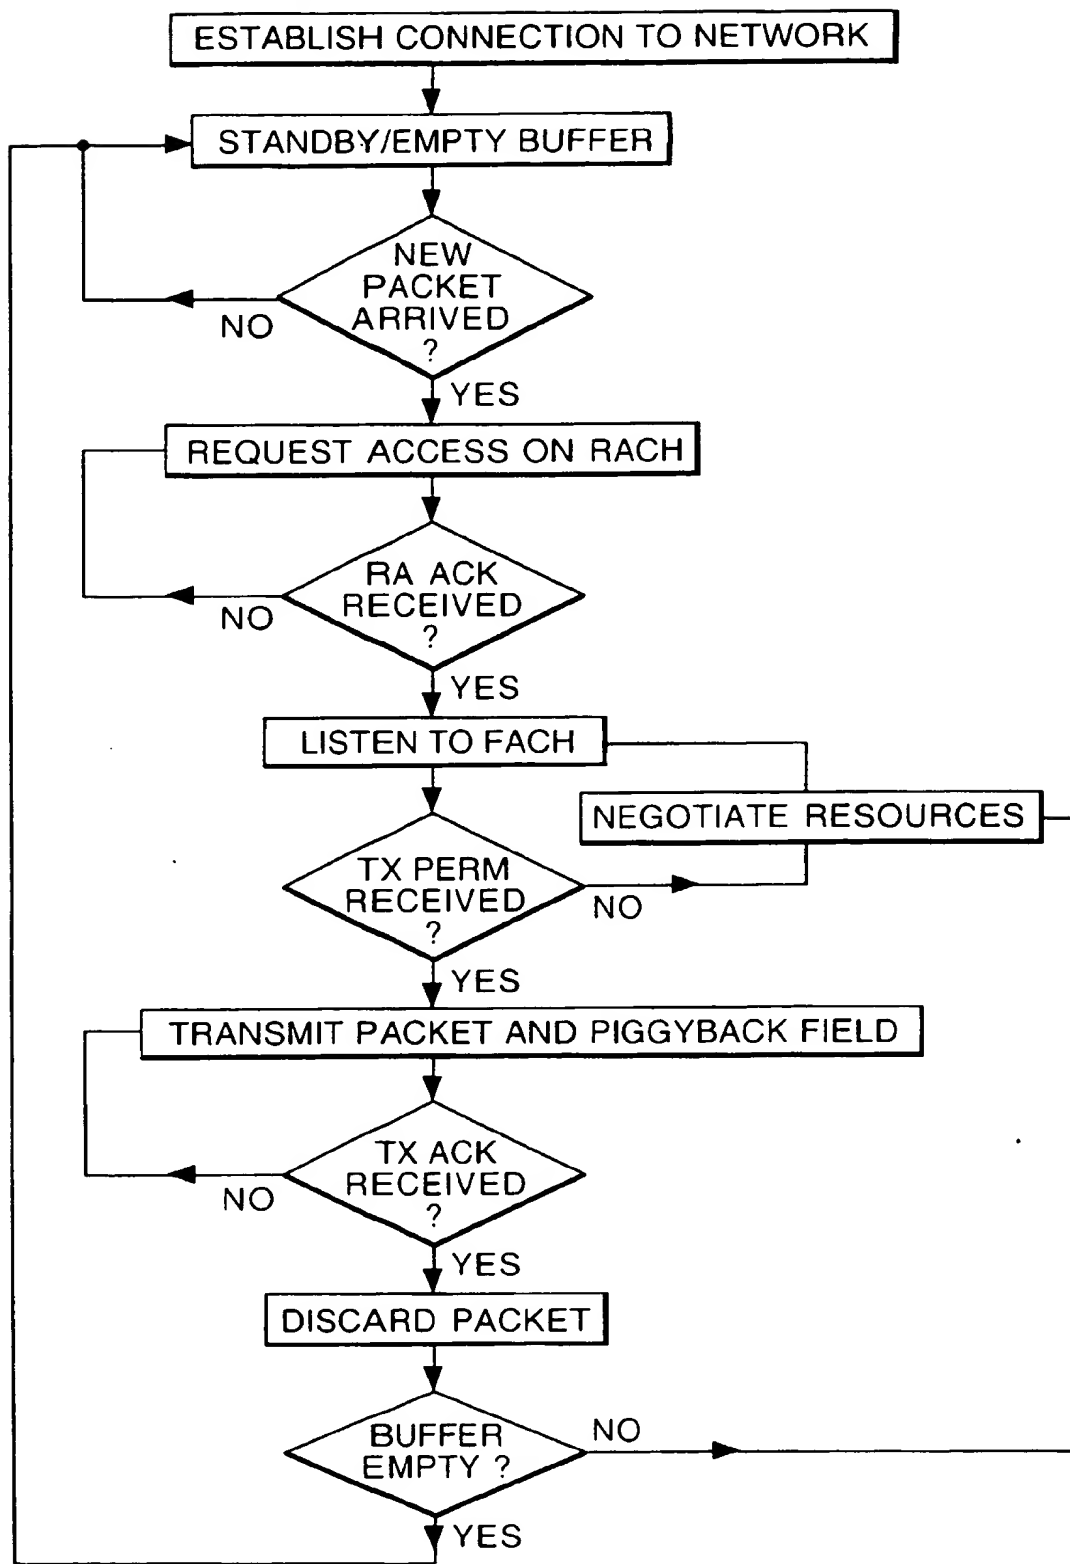 ESTABLISH CONNECTION TO NETWORK
STANDBY/EMPTY BUFFER
NEW
PACKET
ARRIVED
?
NO
YES
REQUEST ACCESS ON RACH
RA ACK
RECEIVED
?
NO
YES
LISTEN TO FACH
NEGOTIATE RESOURCES
TX PERM
RECEIVED
?
NO
YES
TRANSMIT PACKET AND PIGGYBACK FIELD
TX ACK
RECEIVED
?
NO
YES
DISCARD PACKET
BUFFER
EMPTY ?
NO
YES